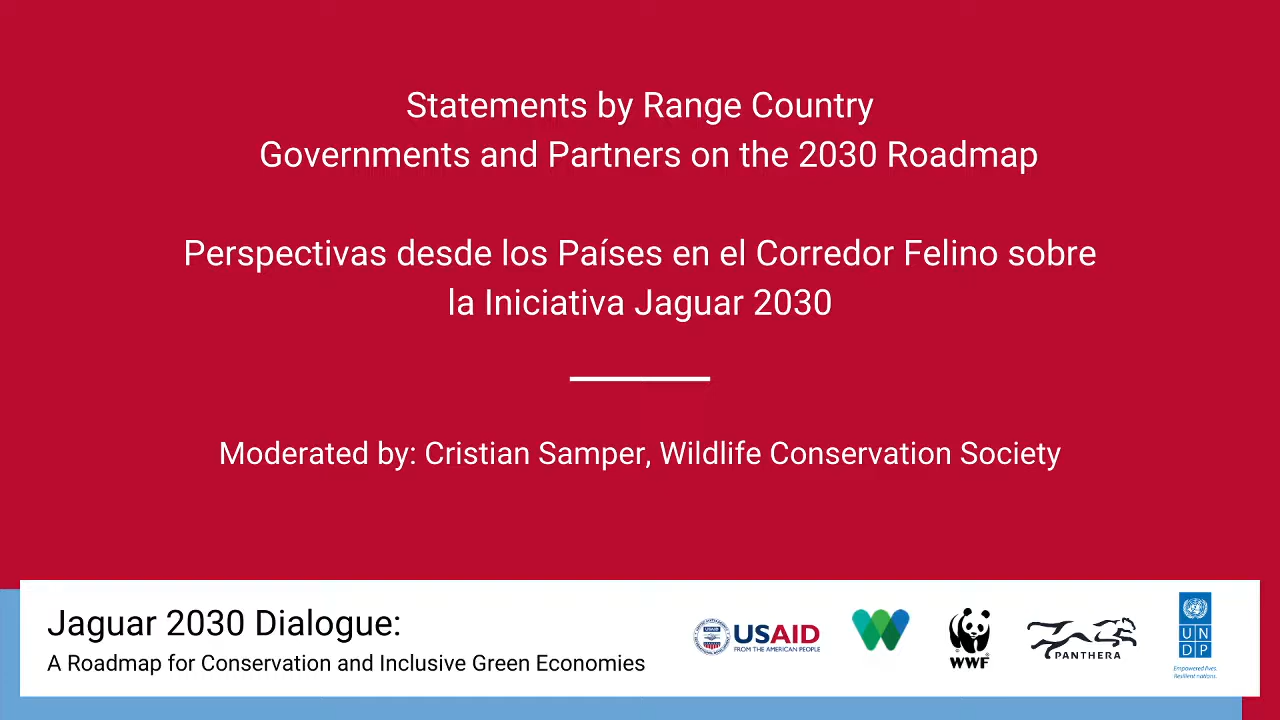 Statements by Range Country
Governments and Partners on the 2030 Roadmap
Perspectivas desde los Países en el Corredor Felino sobre
la Iniciativa Jaguar 2030
Moderated by: Cristian Samper, Wildlife Conservation Society
Jaguar 2030 Dialogue:
A Roadmap for Conservation and Inclusive Green Economies
USAID
USAID
FROM THE AMERICAN PEOPLE
WWF
PANTHERA
U N
D P
Empowered lives.
Resilient nations.